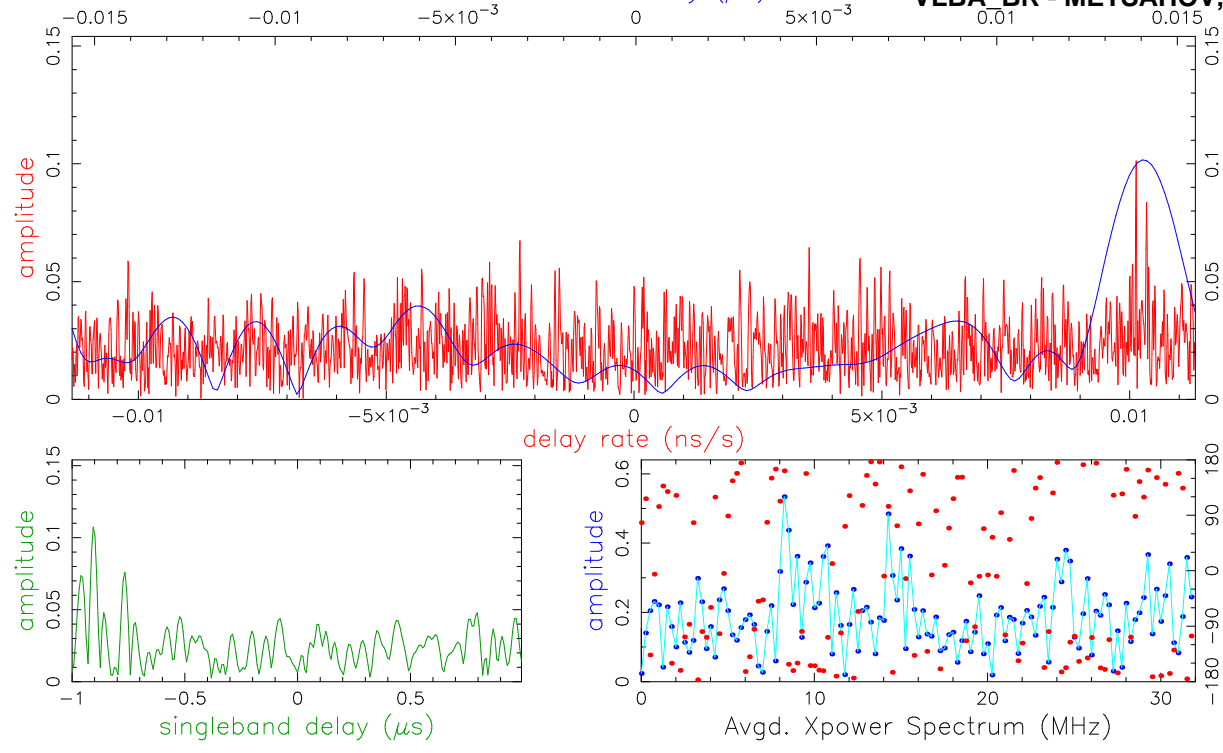 VLBA_BR - METSAHOV,
−0.015 −0.01 −5×10⁻³ 0 5×10⁻³ 0.01 0.015
amplitude
0 0.05 0.1 0.15
0 0.05 0.1 0.15
−0.01 −5×10⁻³ 0 5×10⁻³ 0.01
delay rate (ns/s)
amplitude
0 0.05 0.1 0.15
−1 −0.5 0 0.5
singleband delay (μs)
amplitude
0 0.2 0.4 0.6
−180 −90 0 90 180
0 10 20 30
Avgd. Xpower Spectrum (MHz)